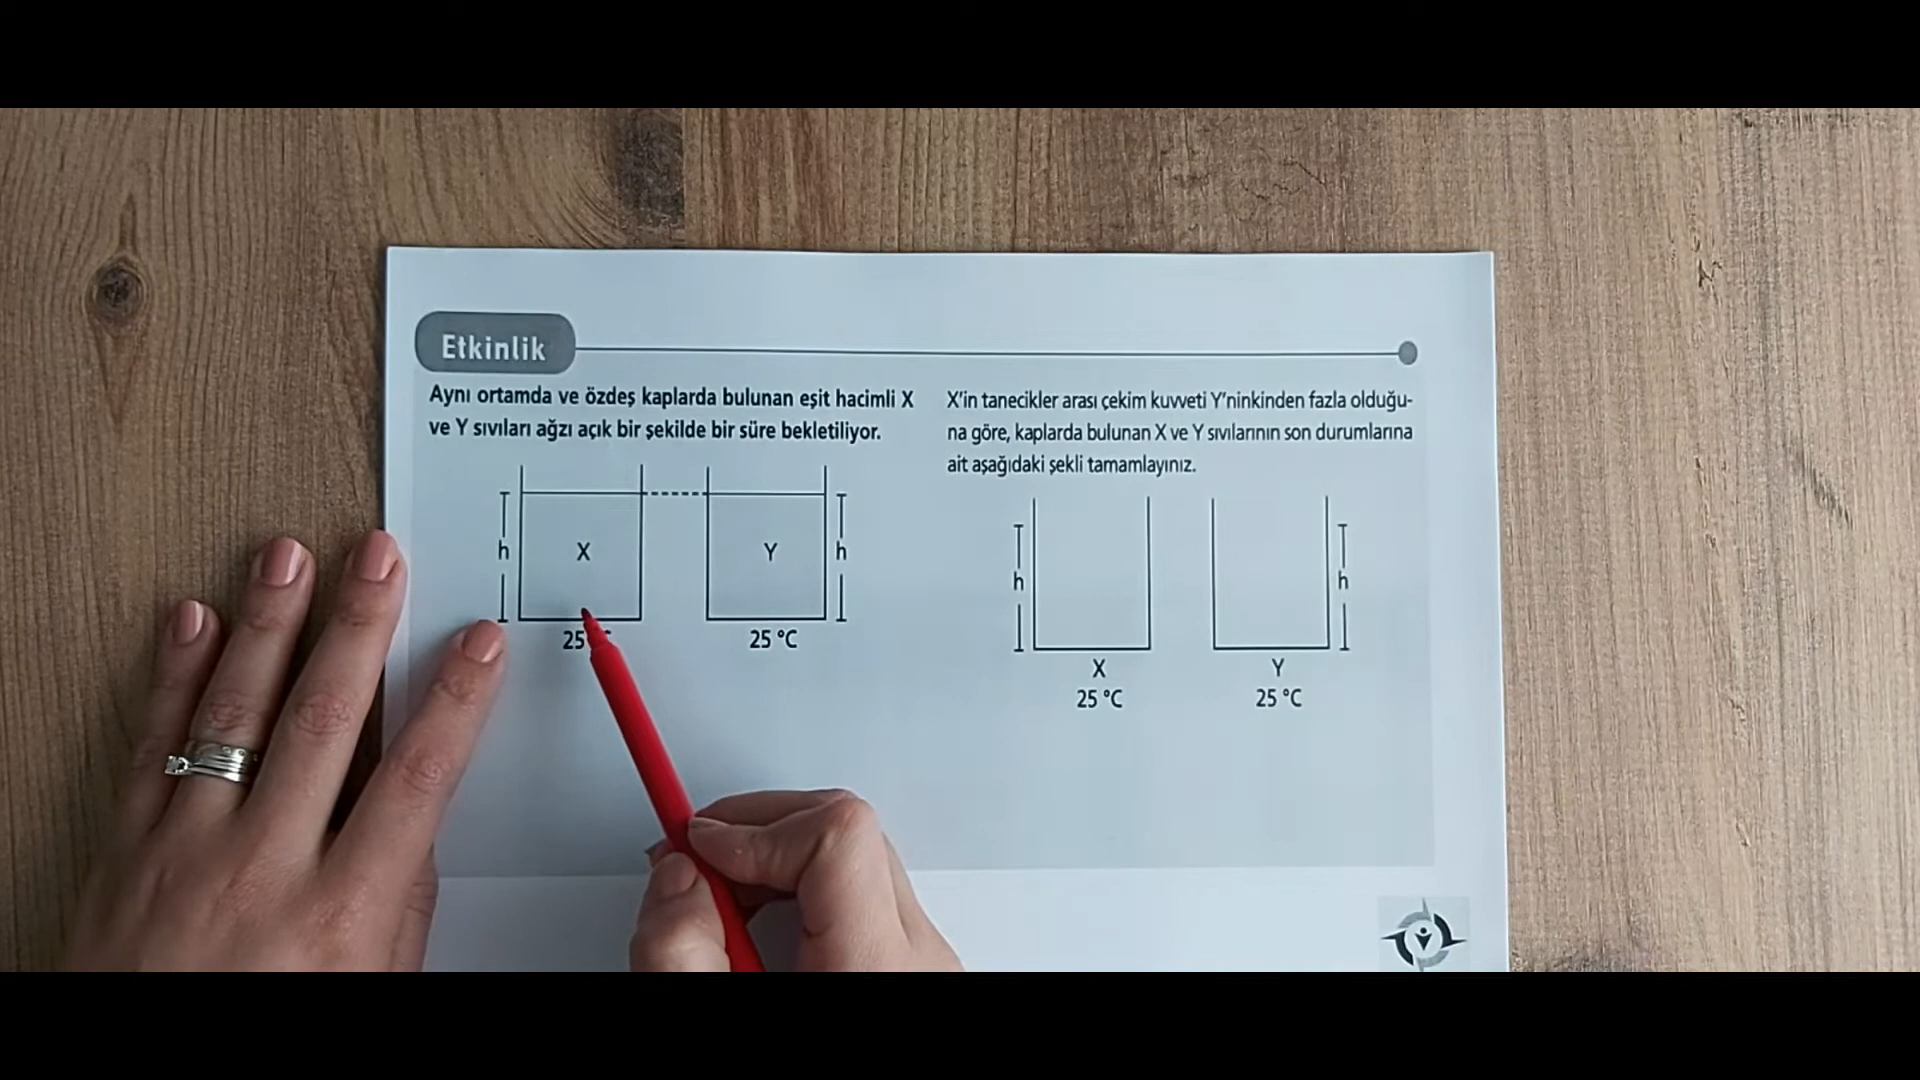 Etkinlik
Aynı ortamda ve özdeş kaplarda bulunan eşit hacimli X
ve Y sıvıları ağzı açık bir şekilde bir süre bekletiliyor.
h X Y h
25 25 °C
X'in tanecikler arası çekim kuvveti Y'ninkinden fazla olduğu-
na göre, kaplarda bulunan X ve Y sıvılarının son durumlarına
ait aşağıdaki şekli tamamlayınız.
h h
X Y
25 °C 25 °C